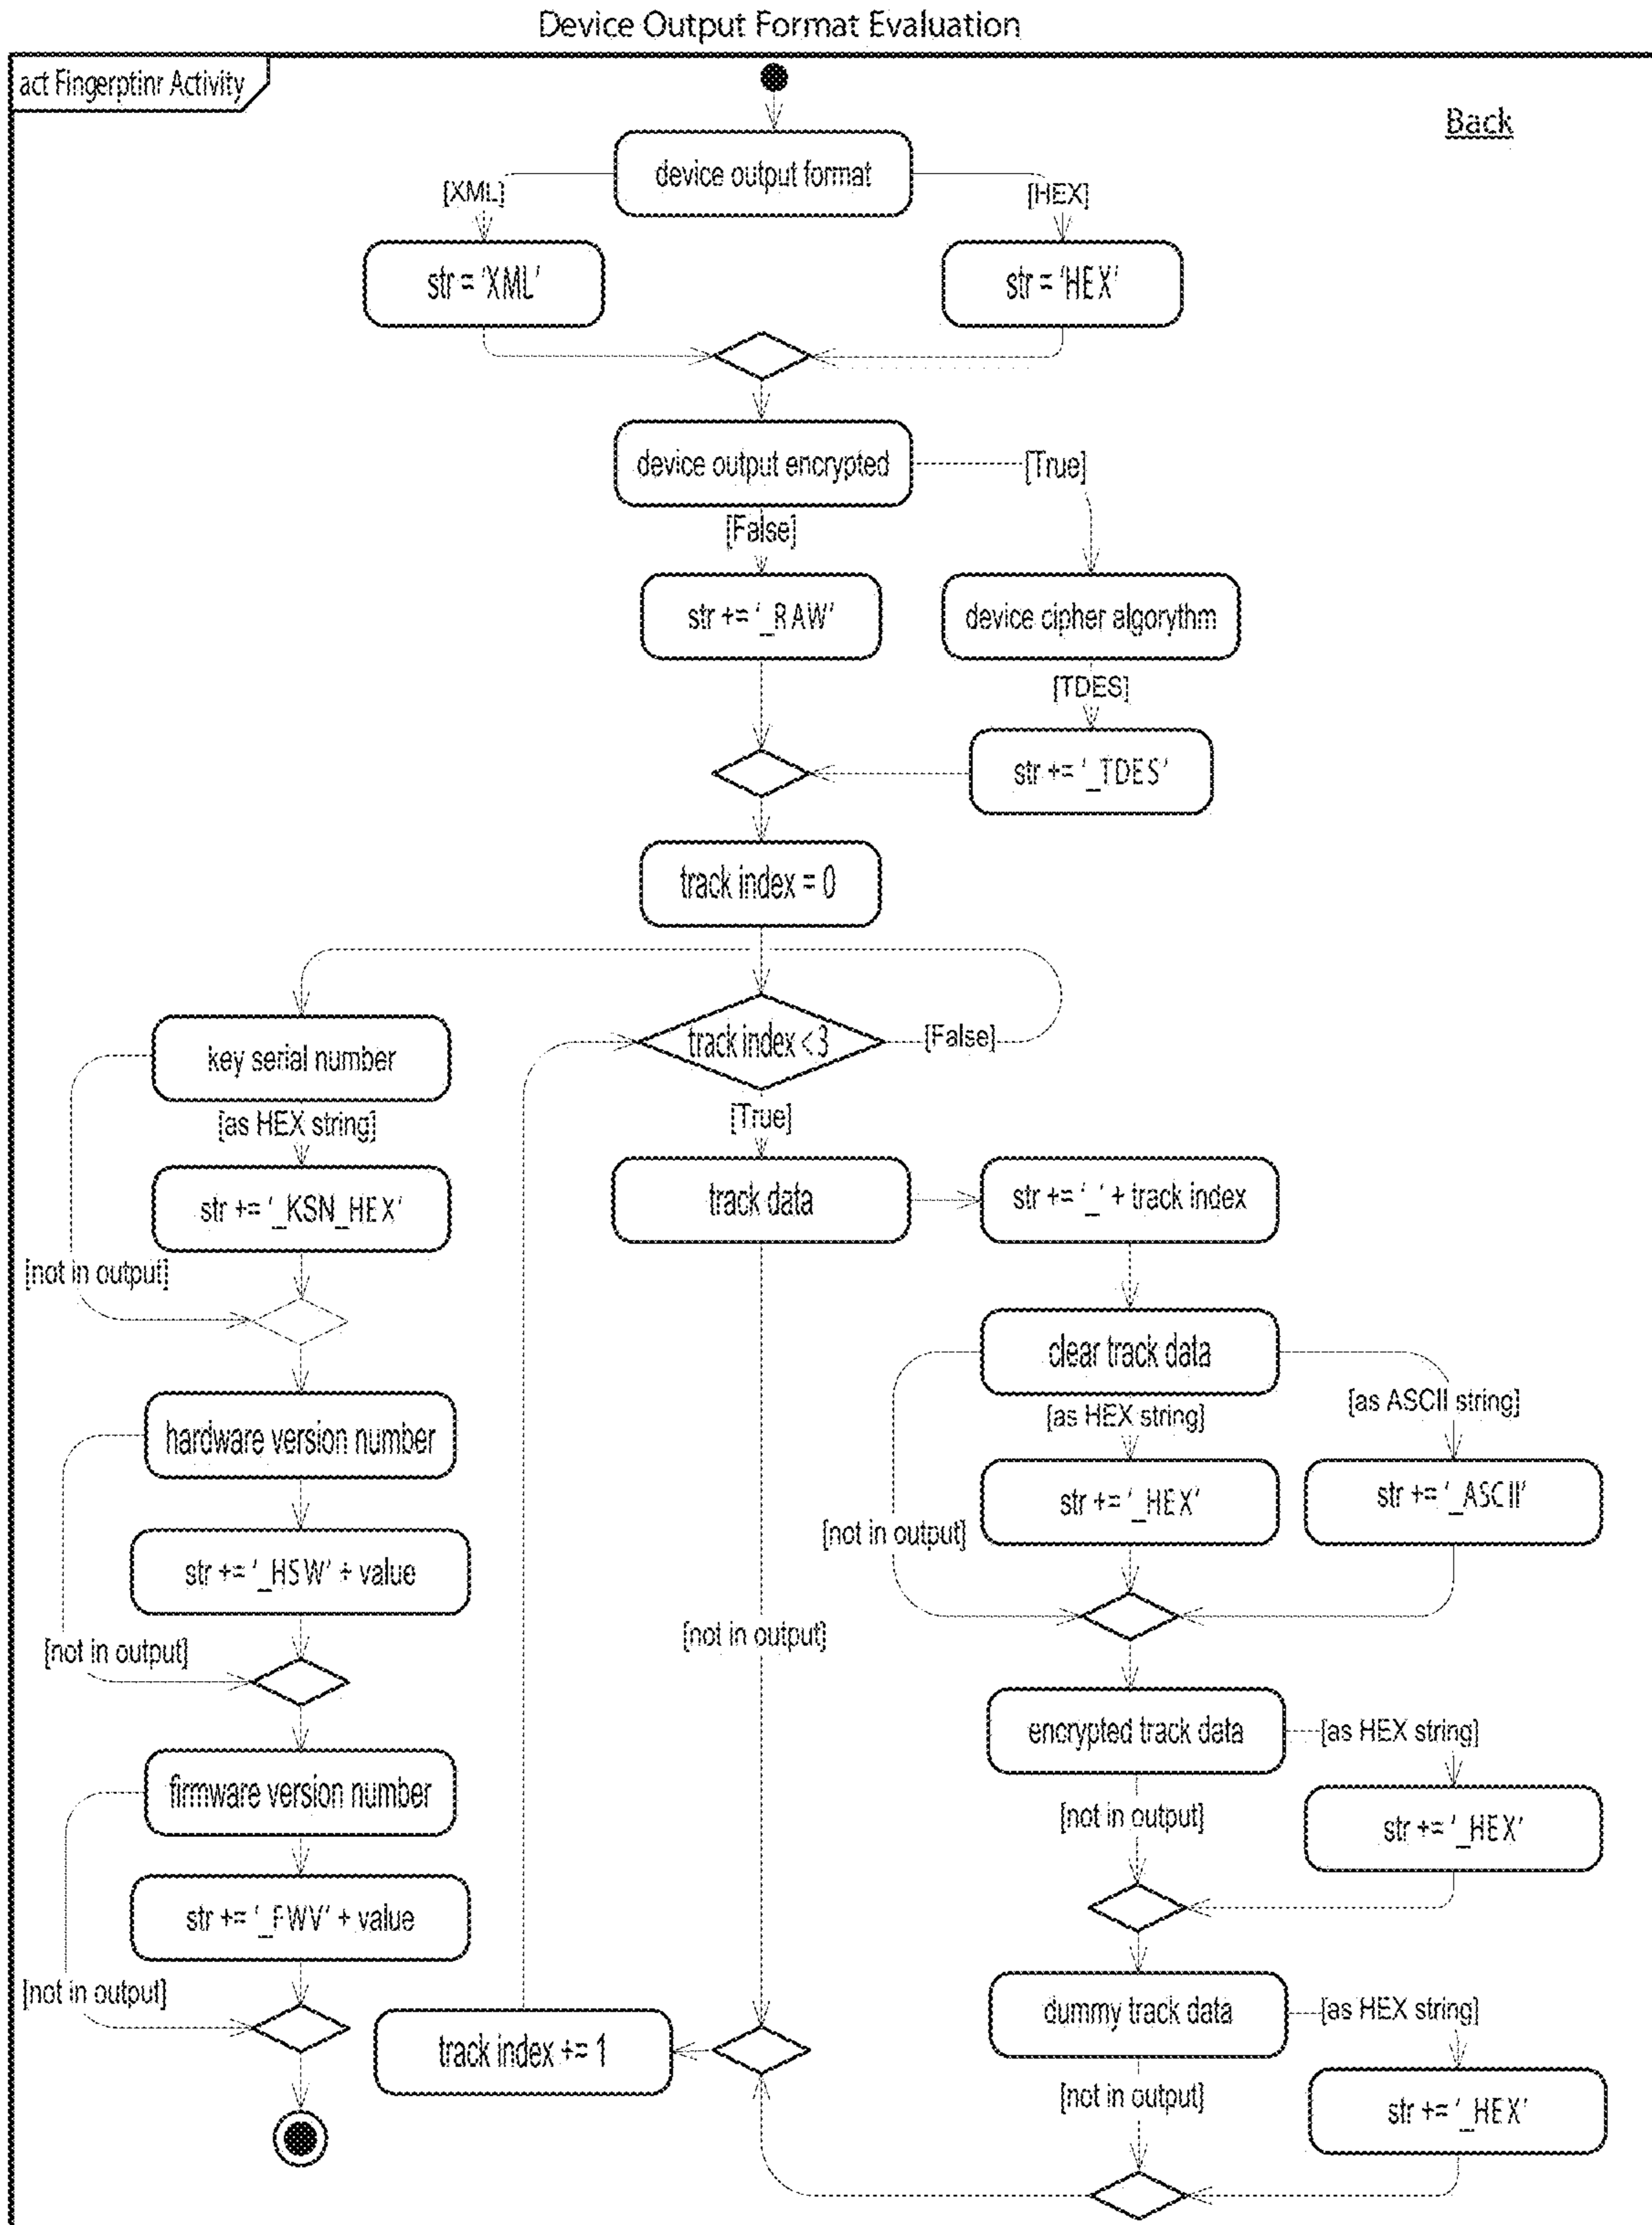 Device Output Format Evaluation
act Fingerptinr Activity
Back
device output format
[XML]
[HEX]
str = 'XML'
str = 'HEX'
device output encrypted
[True]
[False]
str += '_RAW'
device cipher algorythm
[TDES]
str += '_TDES'
track index = 0
key serial number
track index < 3
[False]
[as HEX string]
[True]
str += '_KSN_HEX'
track data
str += '_' + track index
[not in output]
clear track data
[as HEX string]
[as ASCII string]
hardware version number
str += '_HEX'
str += '_ASCII'
[not in output]
str += '_HSW' + value
[not in output]
[not in output]
encrypted track data
[as HEX string]
firmware version number
[not in output]
str += '_HEX'
str += '_FWV' + value
[not in output]
dummy track data
[as HEX string]
track index += 1
[not in output]
str += '_HEX'